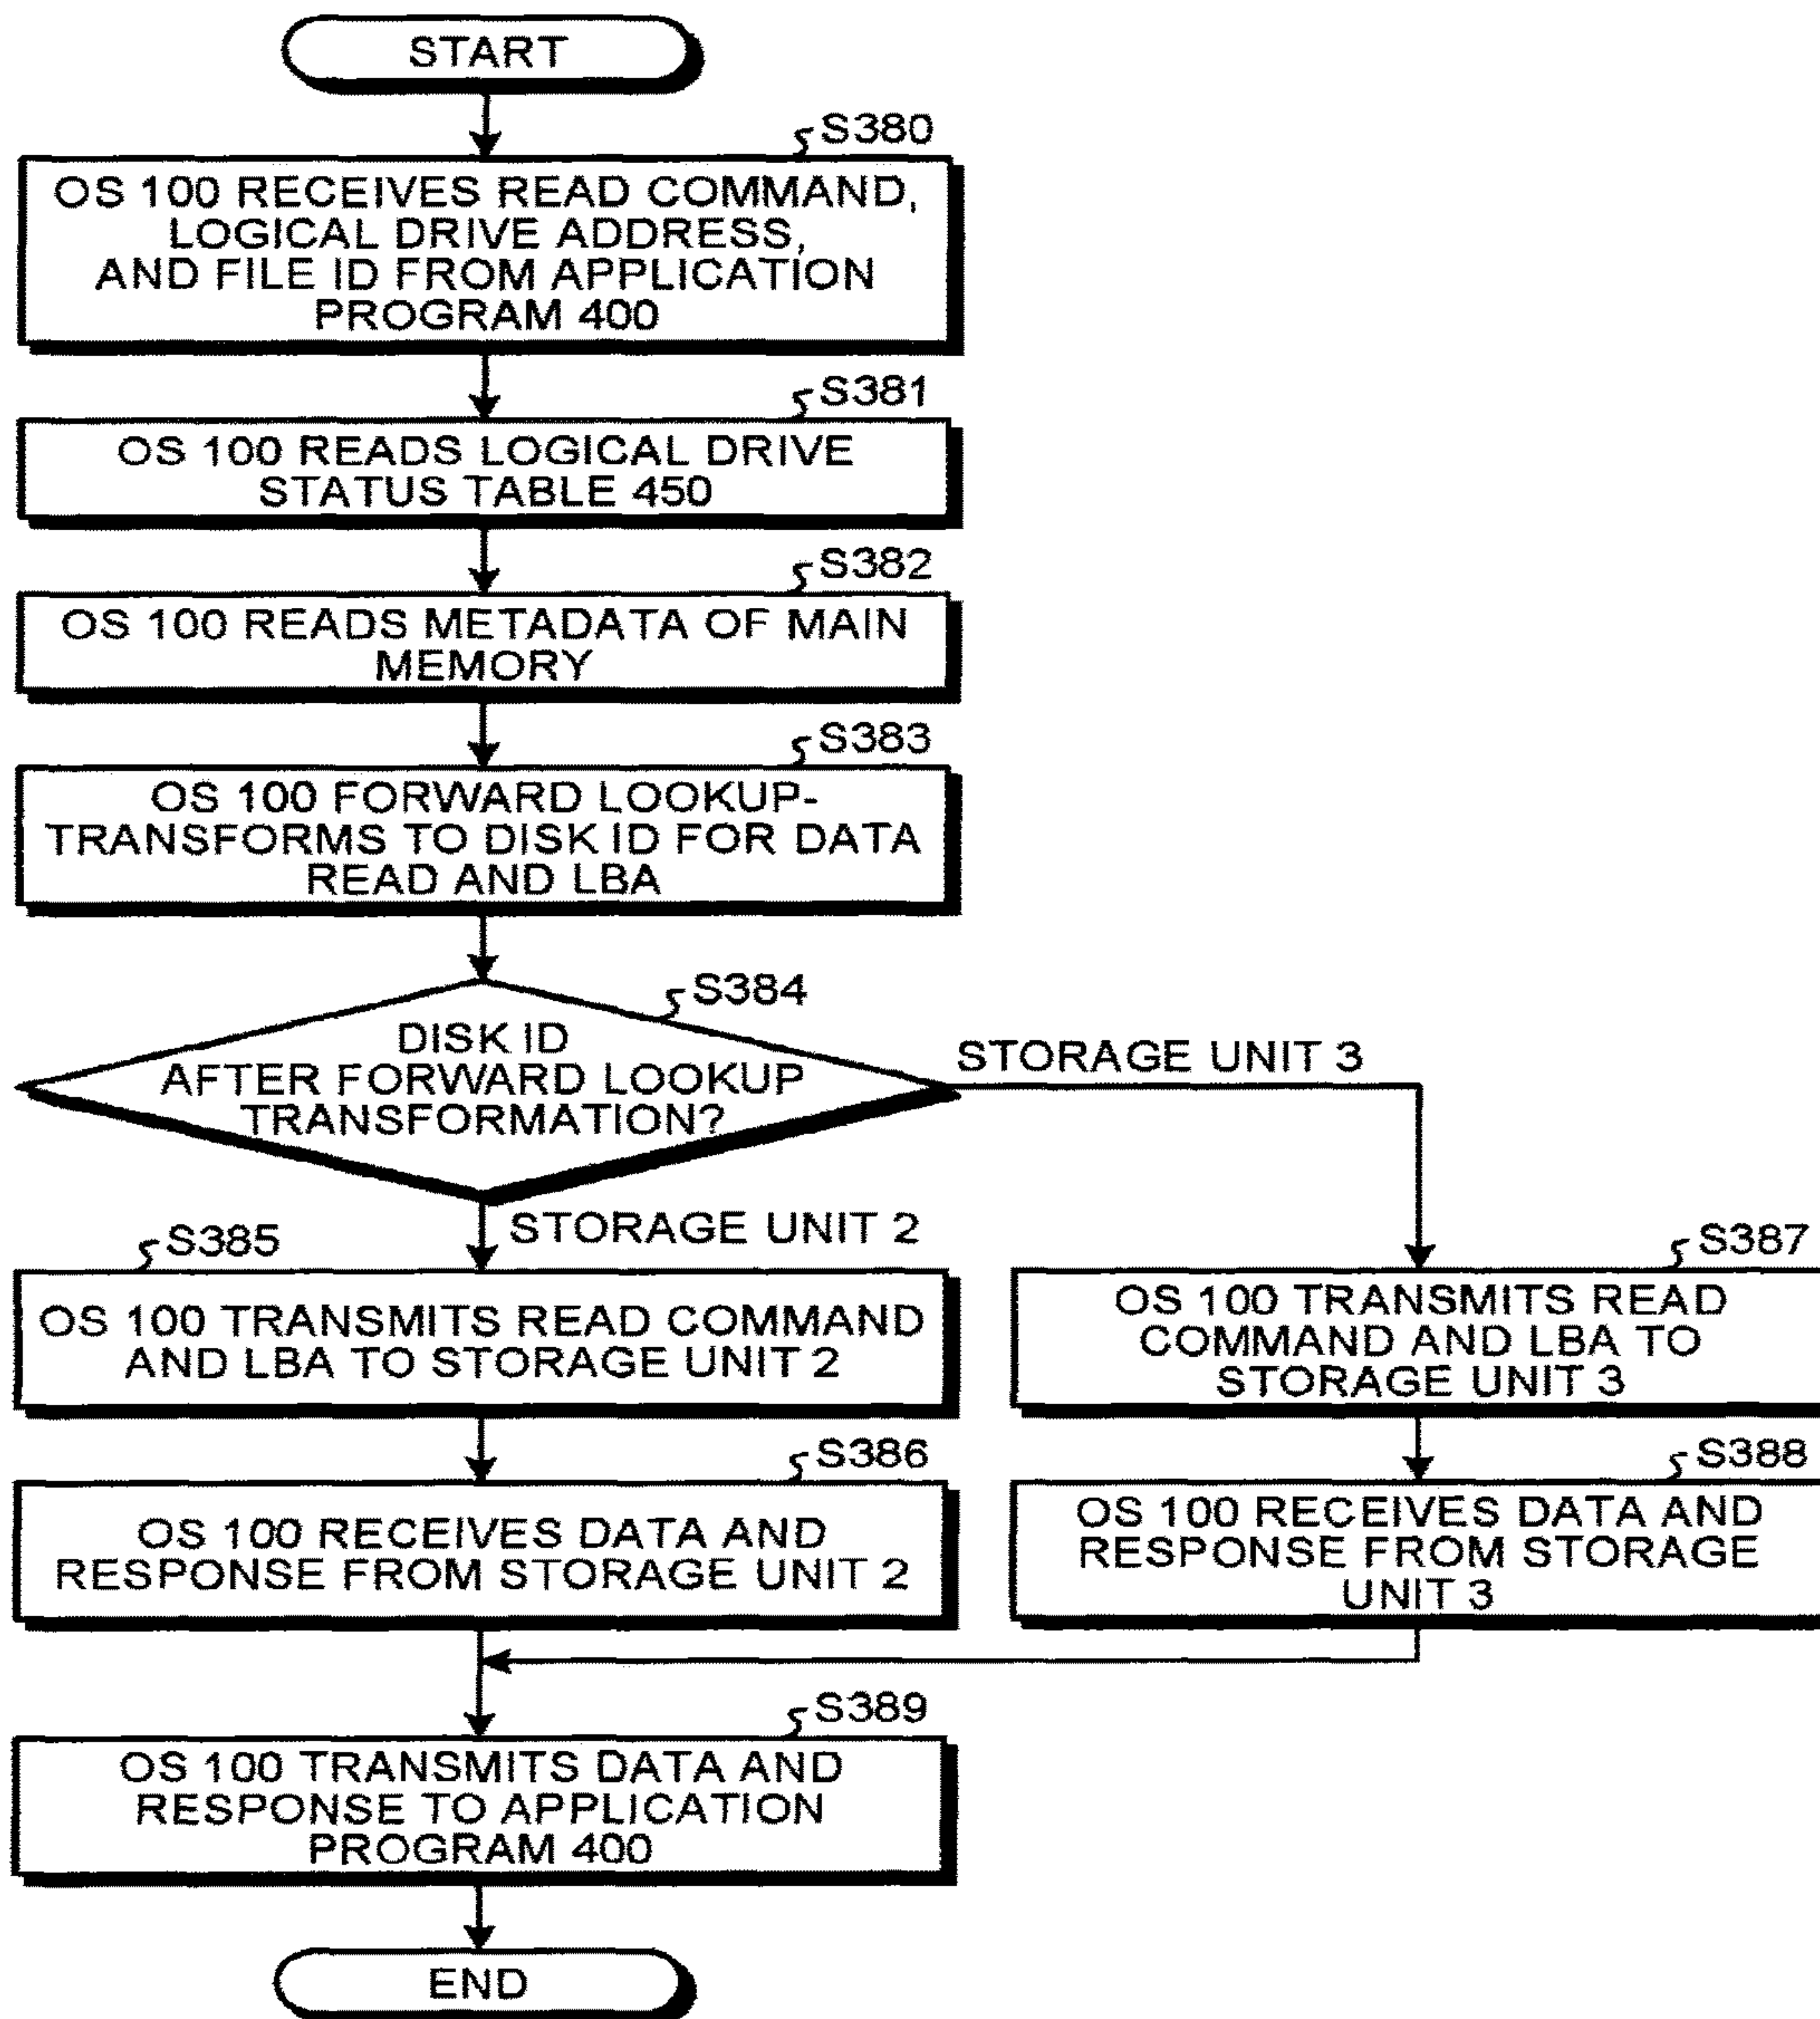 START
S380
OS 100 RECEIVES READ COMMAND,
LOGICAL DRIVE ADDRESS,
AND FILE ID FROM APPLICATION
PROGRAM 400
S381
OS 100 READS LOGICAL DRIVE
STATUS TABLE 450
S382
OS 100 READS METADATA OF MAIN
MEMORY
S383
OS 100 FORWARD LOOKUP-
TRANSFORMS TO DISK ID FOR DATA
READ AND LBA
S384
DISK ID
AFTER FORWARD LOOKUP
TRANSFORMATION?
STORAGE UNIT 3
STORAGE UNIT 2
S385
OS 100 TRANSMITS READ COMMAND
AND LBA TO STORAGE UNIT 2
S387
OS 100 TRANSMITS READ
COMMAND AND LBA TO
STORAGE UNIT 3
S386
OS 100 RECEIVES DATA AND
RESPONSE FROM STORAGE UNIT 2
S388
OS 100 RECEIVES DATA AND
RESPONSE FROM STORAGE
UNIT 3
S389
OS 100 TRANSMITS DATA AND
RESPONSE TO APPLICATION
PROGRAM 400
END